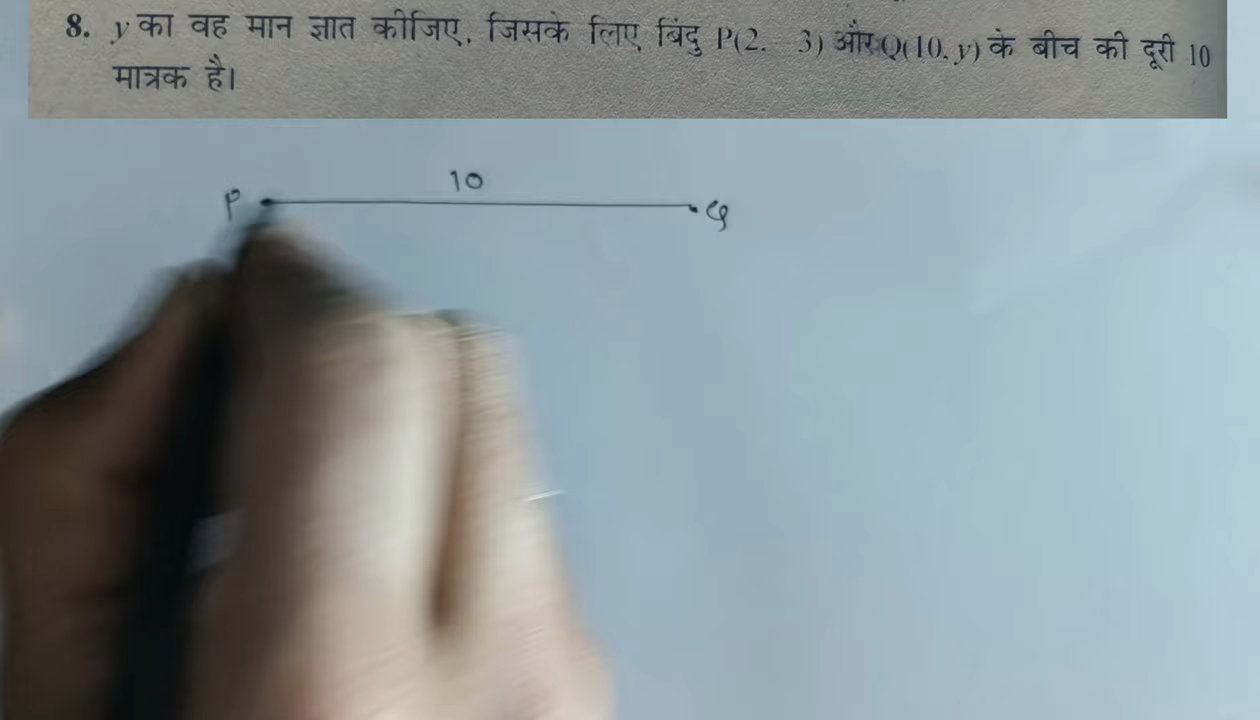 8. y का वह मान ज्ञात कीजिए, जिसके लिए बिंदु P(2, 3) और Q(10, y) के बीच की दूरी 10
मात्रक है।
10
P Q